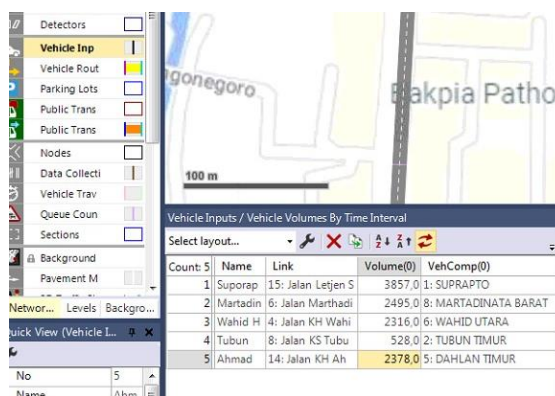 Detectors
Vehicle Inp
Vehicle Rout
Parking Lots
Public Trans
Public Trans
Nodes
Data Collecti
Vehicle Trav
Queue Coun
Sections
Background
Pavement M
Networ... Levels Backgro...
uick View (Vehicle I...
No 5
Name Ahm
gonegoro
Bakpia Patho
100 m
Vehicle Inputs / Vehicle Volumes By Time Interval
Select layout...
Count: 5 Name Link Volume(0) VehComp(0)
1 Suporap 15: Jalan Letjen S 3857,0 1: SUPRAPTO
2 Martadin 6: Jalan Marthadi 2495,0 8: MARTADINATA BARAT
3 Wahid H 4: Jalan KH Wahi 2316,0 6: WAHID UTARA
4 Tubun 8: Jalan KS Tubu 528,0 2: TUBUN TIMUR
5 Ahmad 14: Jalan KH Ah 2378,0 5: DAHLAN TIMUR